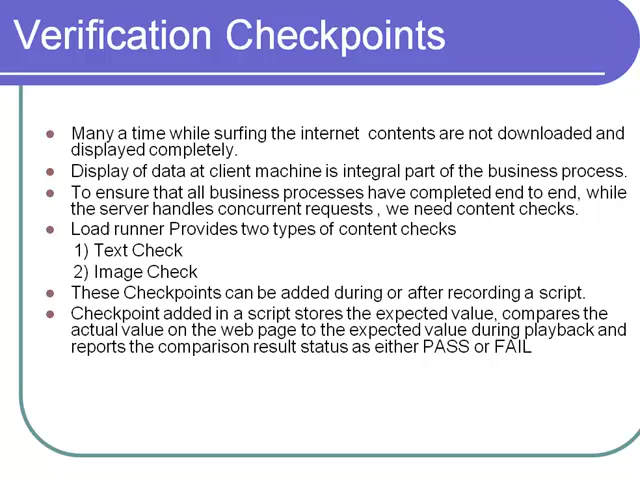 Verification Checkpoints
Many a time while surfing the internet contents are not downloaded and
displayed completely.
Display of data at client machine is integral part of the business process.
To ensure that all business processes have completed end to end, while
the server handles concurrent requests , we need content checks.
Load runner Provides two types of content checks
1) Text Check
2) Image Check
These Checkpoints can be added during or after recording a script.
Checkpoint added in a script stores the expected value, compares the
actual value on the web page to the expected value during playback and
reports the comparison result status as either PASS or FAIL